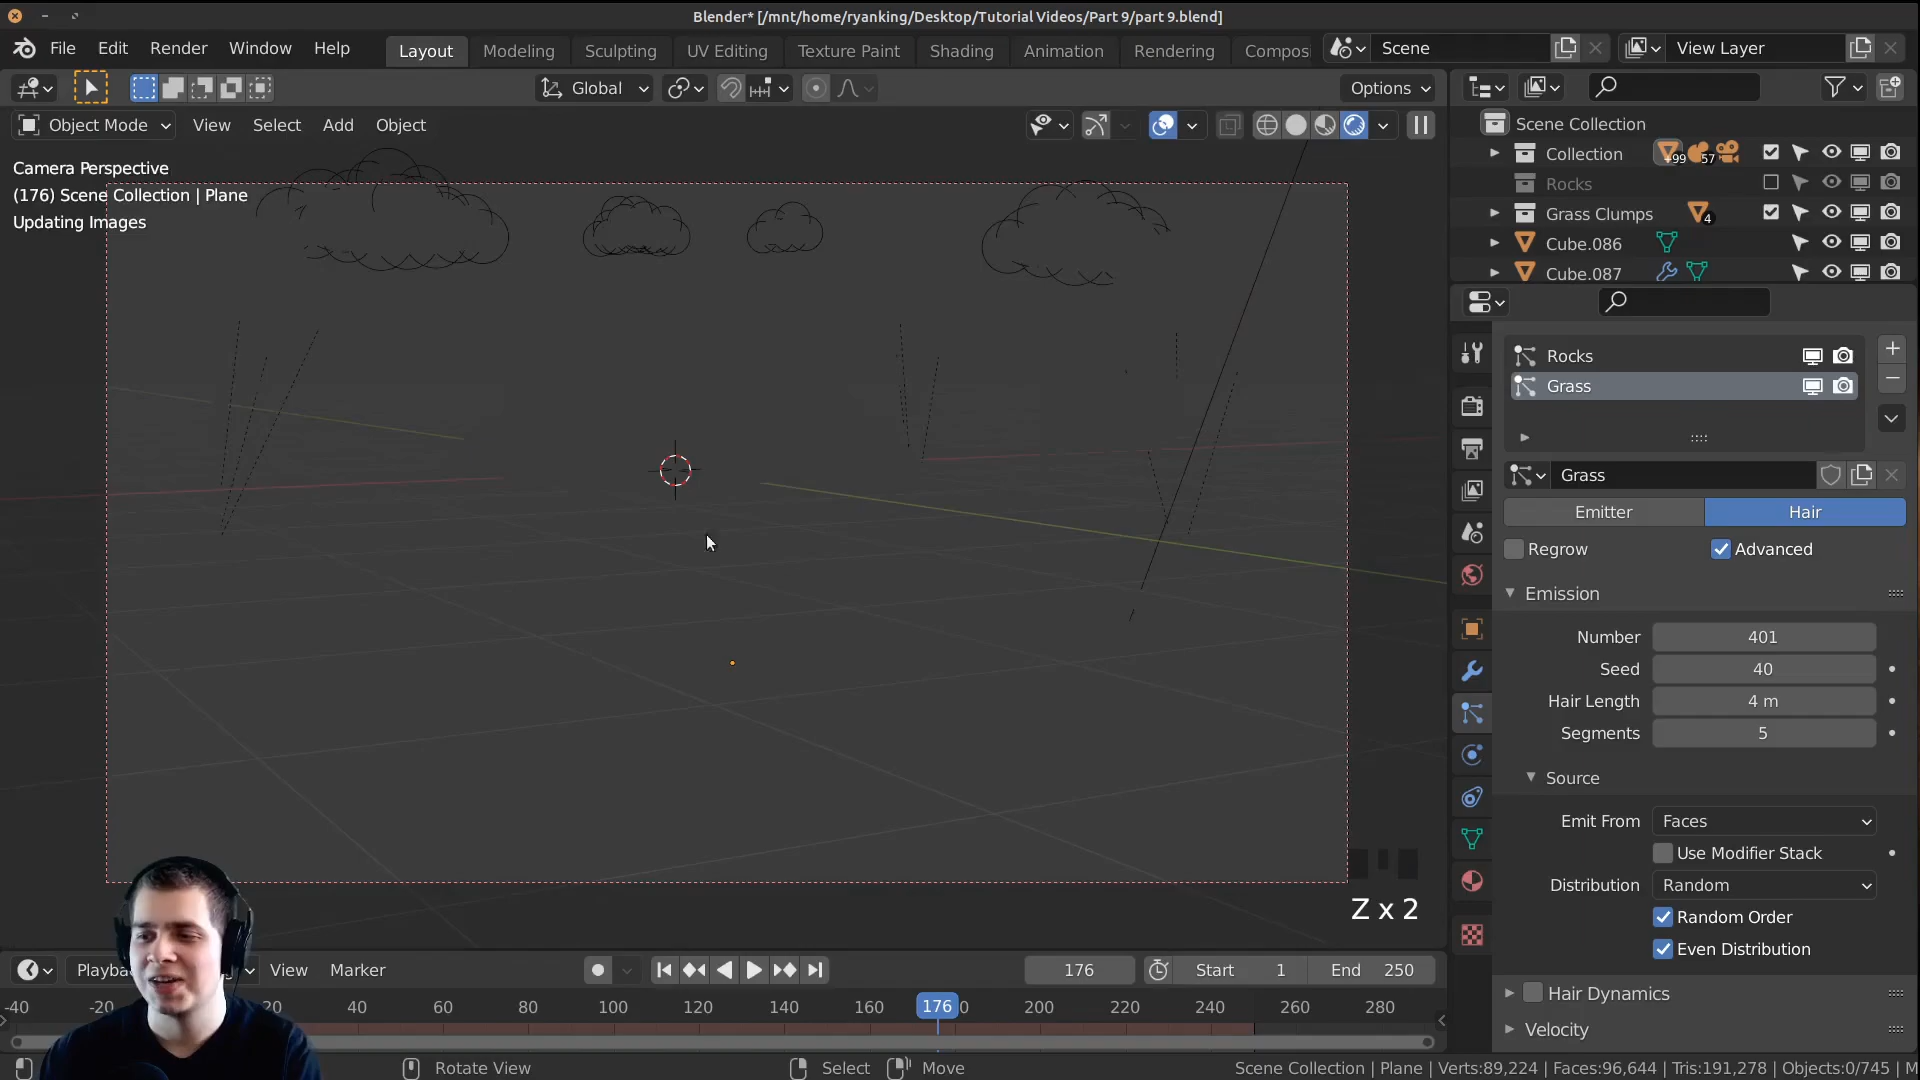 Blender* [/mnt/home/ryanking/Desktop/Tutorial Videos/Part 9/part 9.blend]
File Edit Render Window Help Layout Modeling Sculpting UV Editing Texture Paint Shading Animation Rendering Compos Scene View Layer
Global Options
Object Mode View Select Add Object
Camera Perspective
(176) Scene Collection | Plane
Updating Images
Scene Collection
Collection +99 57
Rocks
Grass Clumps 4
Cube.086
Cube.087
Rocks
Grass
Grass
Emitter Hair
Regrow Advanced
Emission
Number 401
Seed 40
Hair Length 4 m
Segments 5
Source
Emit From Faces
Use Modifier Stack
Distribution Random
Random Order
Even Distribution
Hair Dynamics
Velocity
Z x 2
Playba View Marker 176 Start 1 End 250
-40 -20 20 40 60 80 100 120 140 160 176 0 200 220 240 260 280
Rotate View Select Move Scene Collection | Plane | Verts:89,224 | Faces:96,644 | Tris:191,278 | Objects:0/745 | M